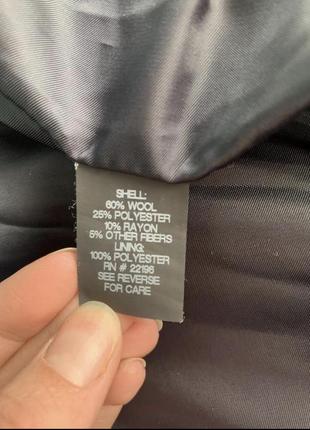 SHELL:
60% WOOL
25% POLYESTER
10% RAYON
5% OTHER FIBERS
LINING:
100% POLYESTER
RN # 22196
SEE REVERSE
FOR CARE